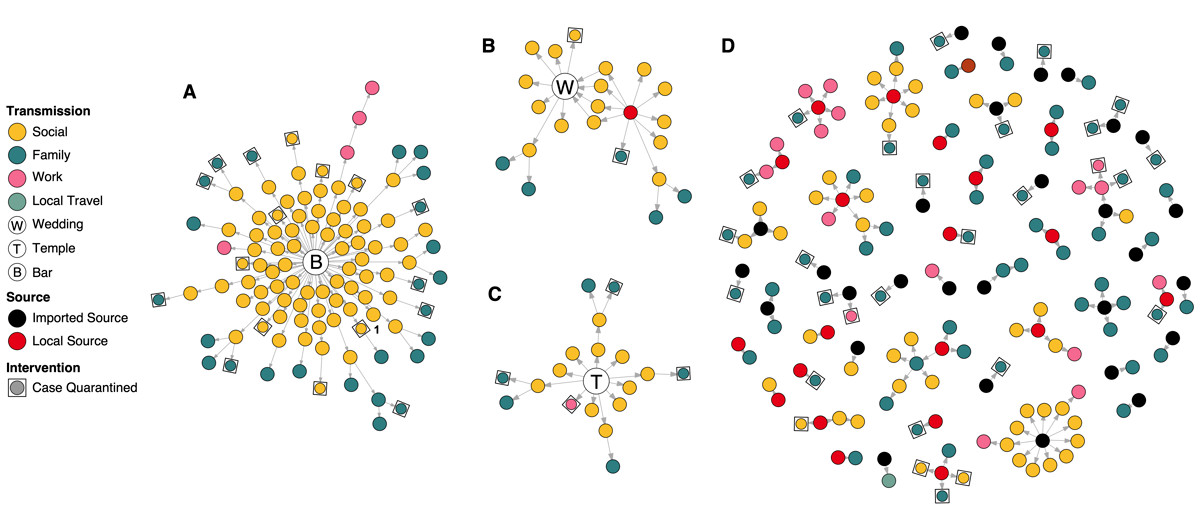 Transmission
Social
Family
Work
Local Travel
W Wedding
T Temple
B Bar
Source
Imported Source
Local Source
Intervention
Case Quarantined
A
B
1
B
W
C
T
D